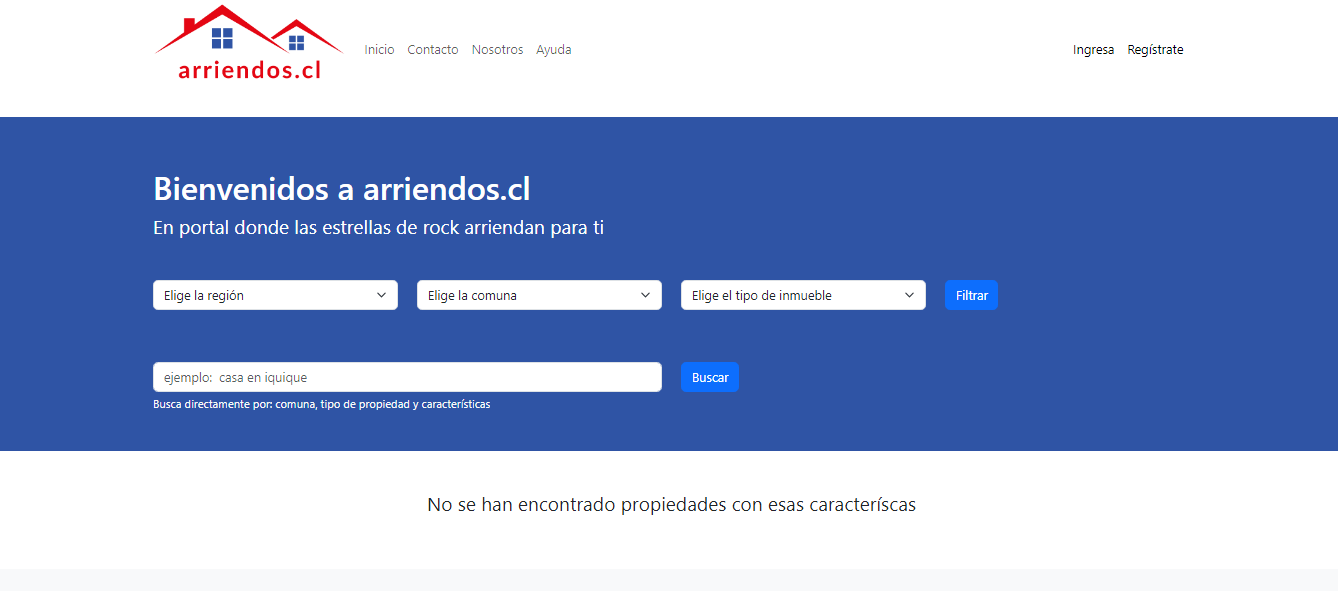 arriendos.cl
Inicio Contacto Nosotros Ayuda
Ingresa Regístrate
Bienvenidos a arriendos.cl
En portal donde las estrellas de rock arriendan para ti
Elige la región
Elige la comuna
Elige el tipo de inmueble
Filtrar
ejemplo: casa en iquique
Buscar
Busca directamente por: comuna, tipo de propiedad y características
No se han encontrado propiedades con esas caracteríscas